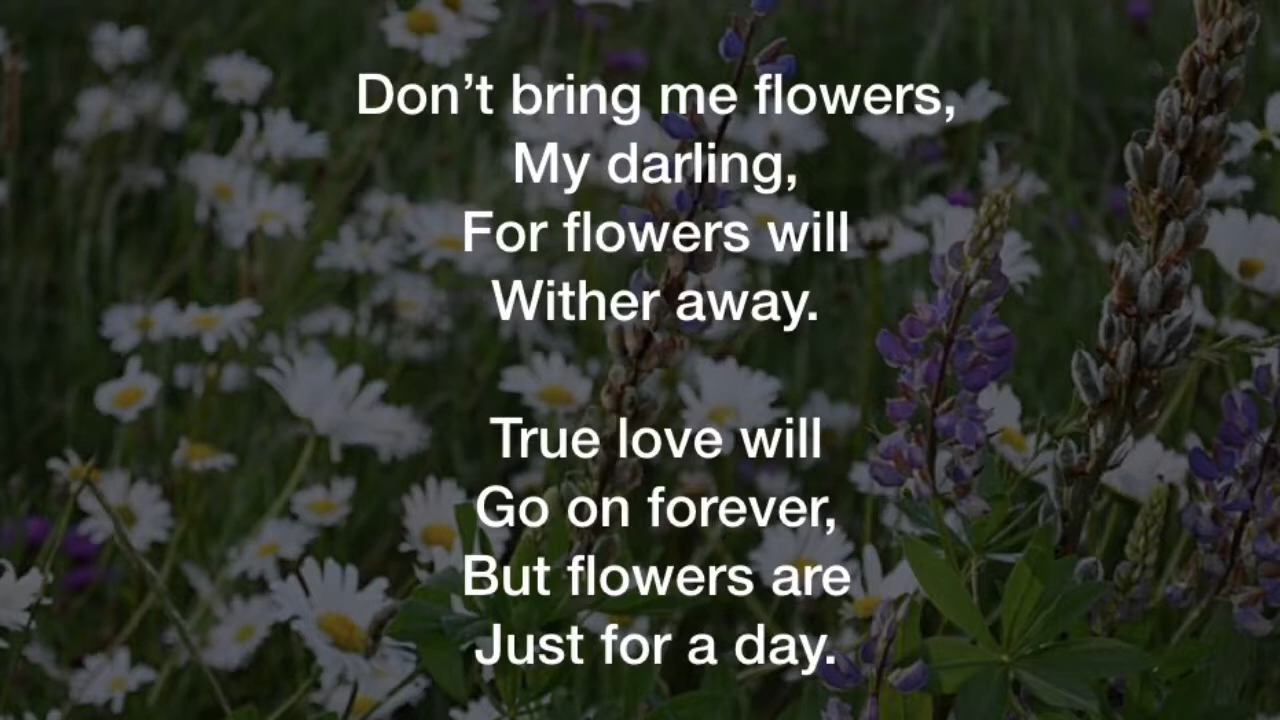 Don’t bring me flowers,
My darling,
For flowers will
Wither away.
True love will
Go on forever,
But flowers are
Just for a day.